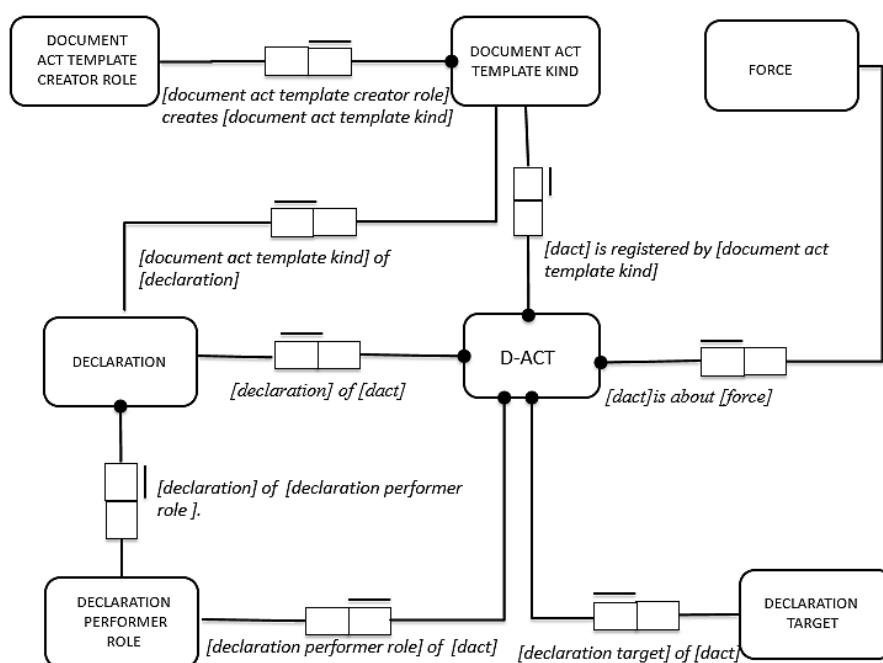 DOCUMENT
ACT TEMPLATE
CREATOR ROLE
DOCUMENT ACT
TEMPLATE KIND
FORCE
[document act template creator role]
creates [document act template kind]
[document act template kind] of
[declaration]
[dact] is registered by [document act
template kind]
DECLARATION
D-ACT
[declaration] of [dact]
[dact]is about [force]
[declaration] of [declaration performer
role ].
DECLARATION
PERFORMER
ROLE
DECLARATION
TARGET
[declaration performer role] of [dact]
[declaration target] of [dact]